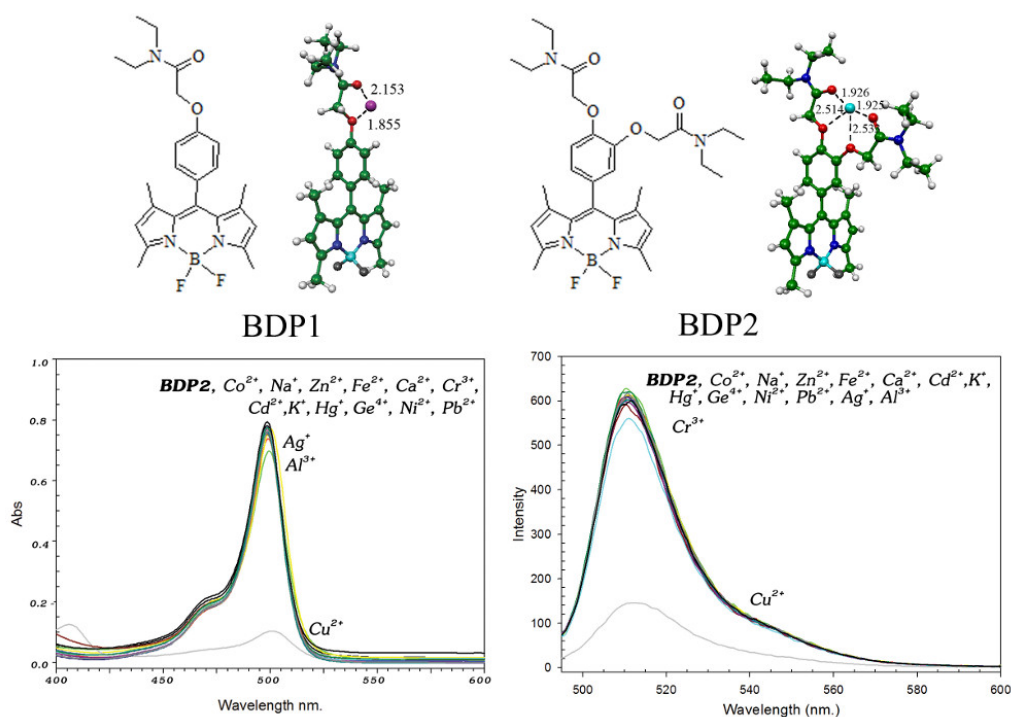 N
O
O
N
N
B
F
F
2.153
1.855
BDP1
N
O
O
O
O
N
N
N
B
F
F
1.926
1.925
2.514
2.53
BDP2
BDP2, Co²⁺, Na⁺, Zn²⁺, Fe²⁺, Ca²⁺, Cr³⁺,
Cd²⁺,K⁺, Hg⁺, Ge⁴⁺, Ni²⁺, Pb²⁺
Ag⁺
Al³⁺
Cu²⁺
Abs
1.0
0.8
0.6
0.4
0.2
0.0
400 450 500 550 600
Wavelength nm.
BDP2, Co²⁺, Na⁺, Zn²⁺, Fe²⁺, Ca²⁺, Cd²⁺,K⁺,
Hg⁺, Ge⁴⁺, Ni²⁺, Pb²⁺, Ag⁺, Al³⁺
Cr³⁺
Cu²⁺
Intensity
700
600
500
400
300
200
100
0
500 520 540 560 580 600
Wavelength (nm.)